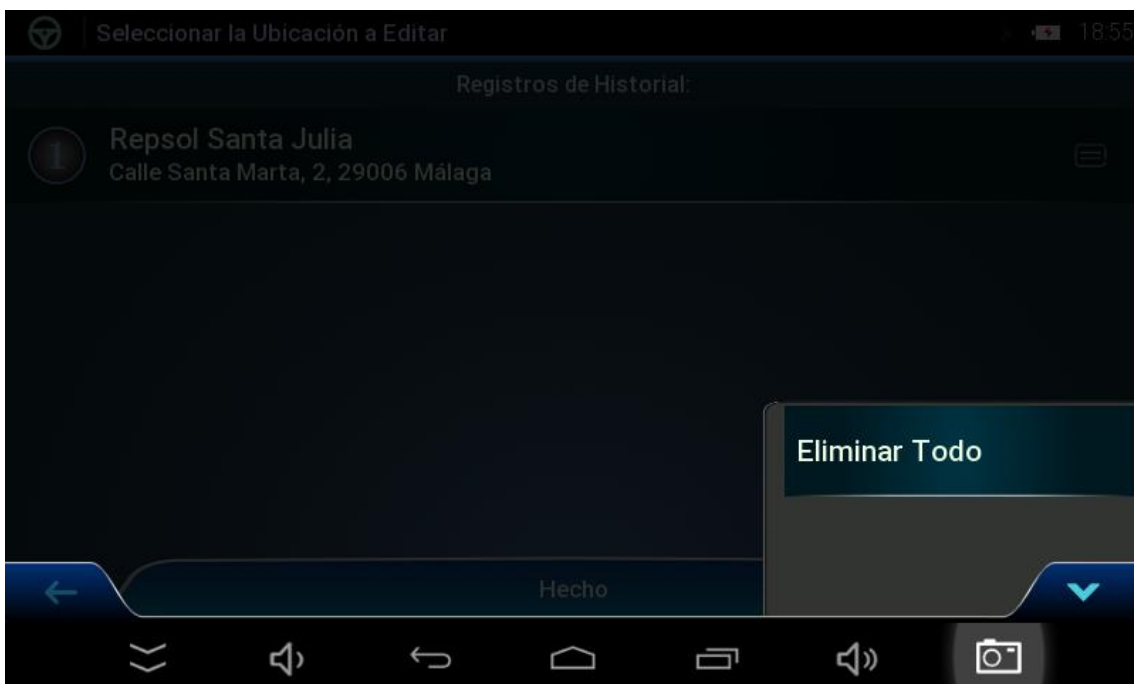 Seleccionar la Ubicación a Editar
18:55
Registros de Historial:
1
Repsol Santa Julia
Calle Santa Marta, 2, 29006 Málaga
Eliminar Todo
Hecho